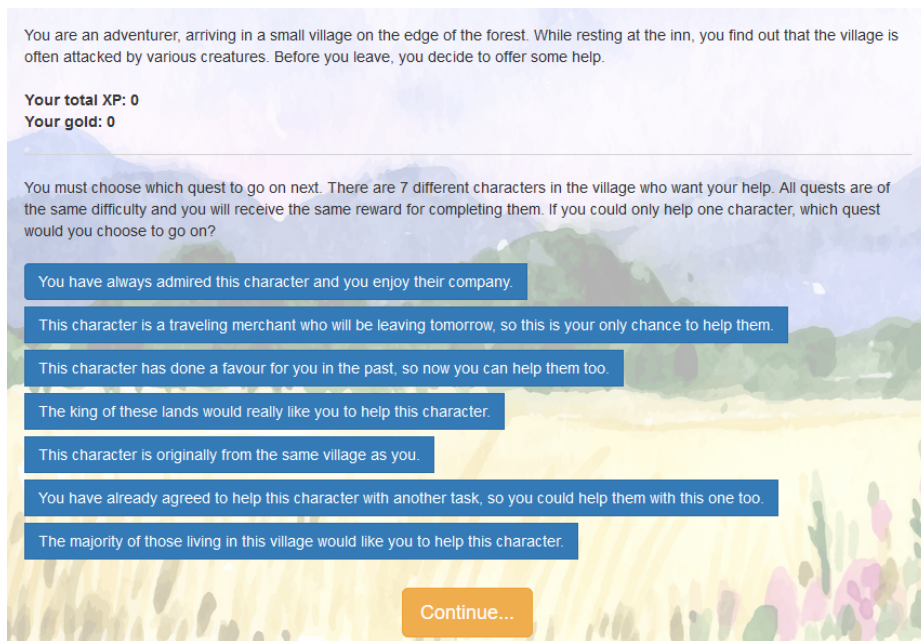 You are an adventurer, arriving in a small village on the edge of the forest. While resting at the inn, you find out that the village is
often attacked by various creatures. Before you leave, you decide to offer some help.
Your total XP: 0
Your gold: 0
You must choose which quest to go on next. There are 7 different characters in the village who want your help. All quests are of
the same difficulty and you will receive the same reward for completing them. If you could only help one character, which quest
would you choose to go on?
You have always admired this character and you enjoy their company.
This character is a traveling merchant who will be leaving tomorrow, so this is your only chance to help them.
This character has done a favour for you in the past, so now you can help them too.
The king of these lands would really like you to help this character.
This character is originally from the same village as you.
You have already agreed to help this character with another task, so you could help them with this one too.
The majority of those living in this village would like you to help this character.
Continue...